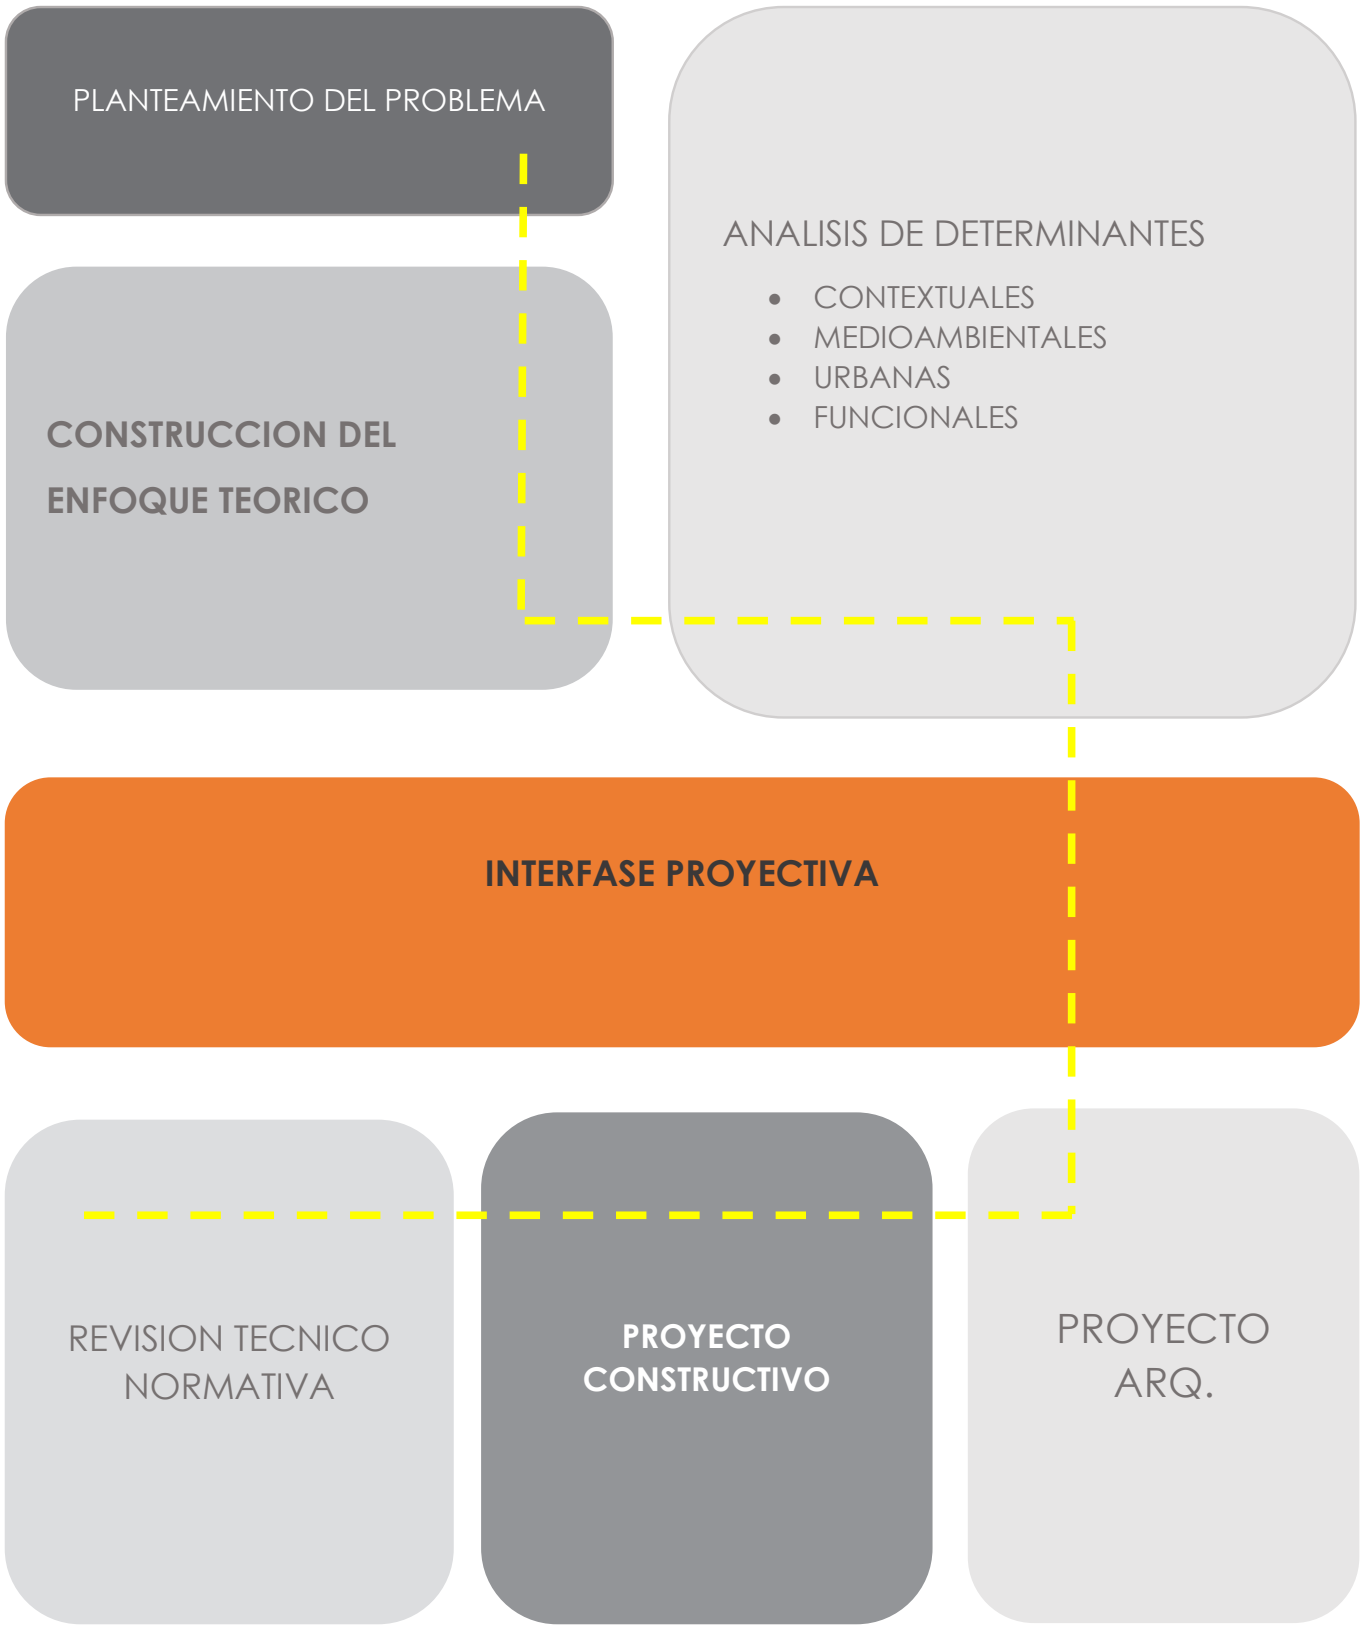 PLANTEAMIENTO DEL PROBLEMA
CONSTRUCCION DEL
ENFOQUE TEORICO
ANALISIS DE DETERMINANTES
• CONTEXTUALES
• MEDIOAMBIENTALES
• URBANAS
• FUNCIONALES
INTERFASE PROYECTIVA
REVISION TECNICO
NORMATIVA
PROYECTO
CONSTRUCTIVO
PROYECTO
ARQ.